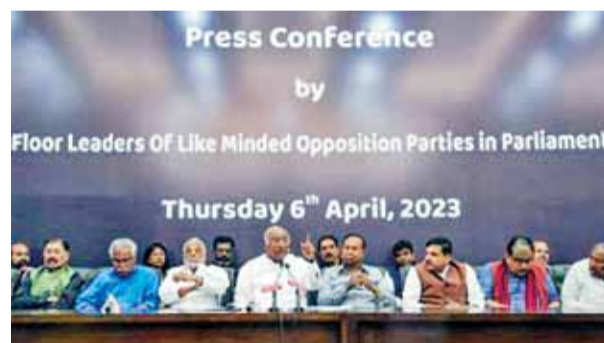 Press Conference
by
Floor Leaders Of Like Minded Opposition Parties in Parliament
Thursday 6th April, 2023